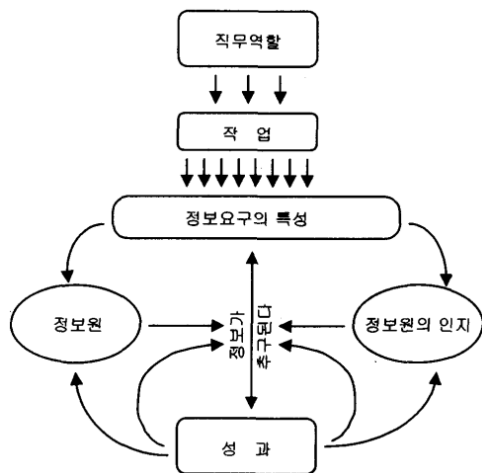 직무역할
작 업
정보요구의 특성
정보원
정보가
추구된다
정보원의 인지
성 과